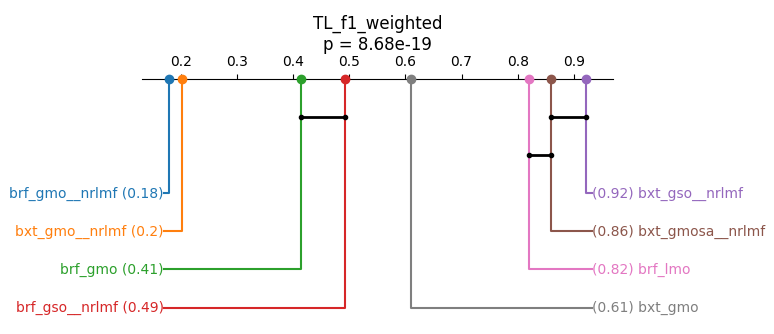 TL_f1_weighted
p = 8.68e-19
0.2 0.3 0.4 0.5 0.6 0.7 0.8 0.9
brf_gmo__nrlmf (0.18) (0.92) bxt_gso__nrlmf
bxt_gmo__nrlmf (0.2) (0.86) bxt_gmosa__nrlmf
brf_gmo (0.41) (0.82) brf_lmo
brf_gso__nrlmf (0.49) (0.61) bxt_gmo